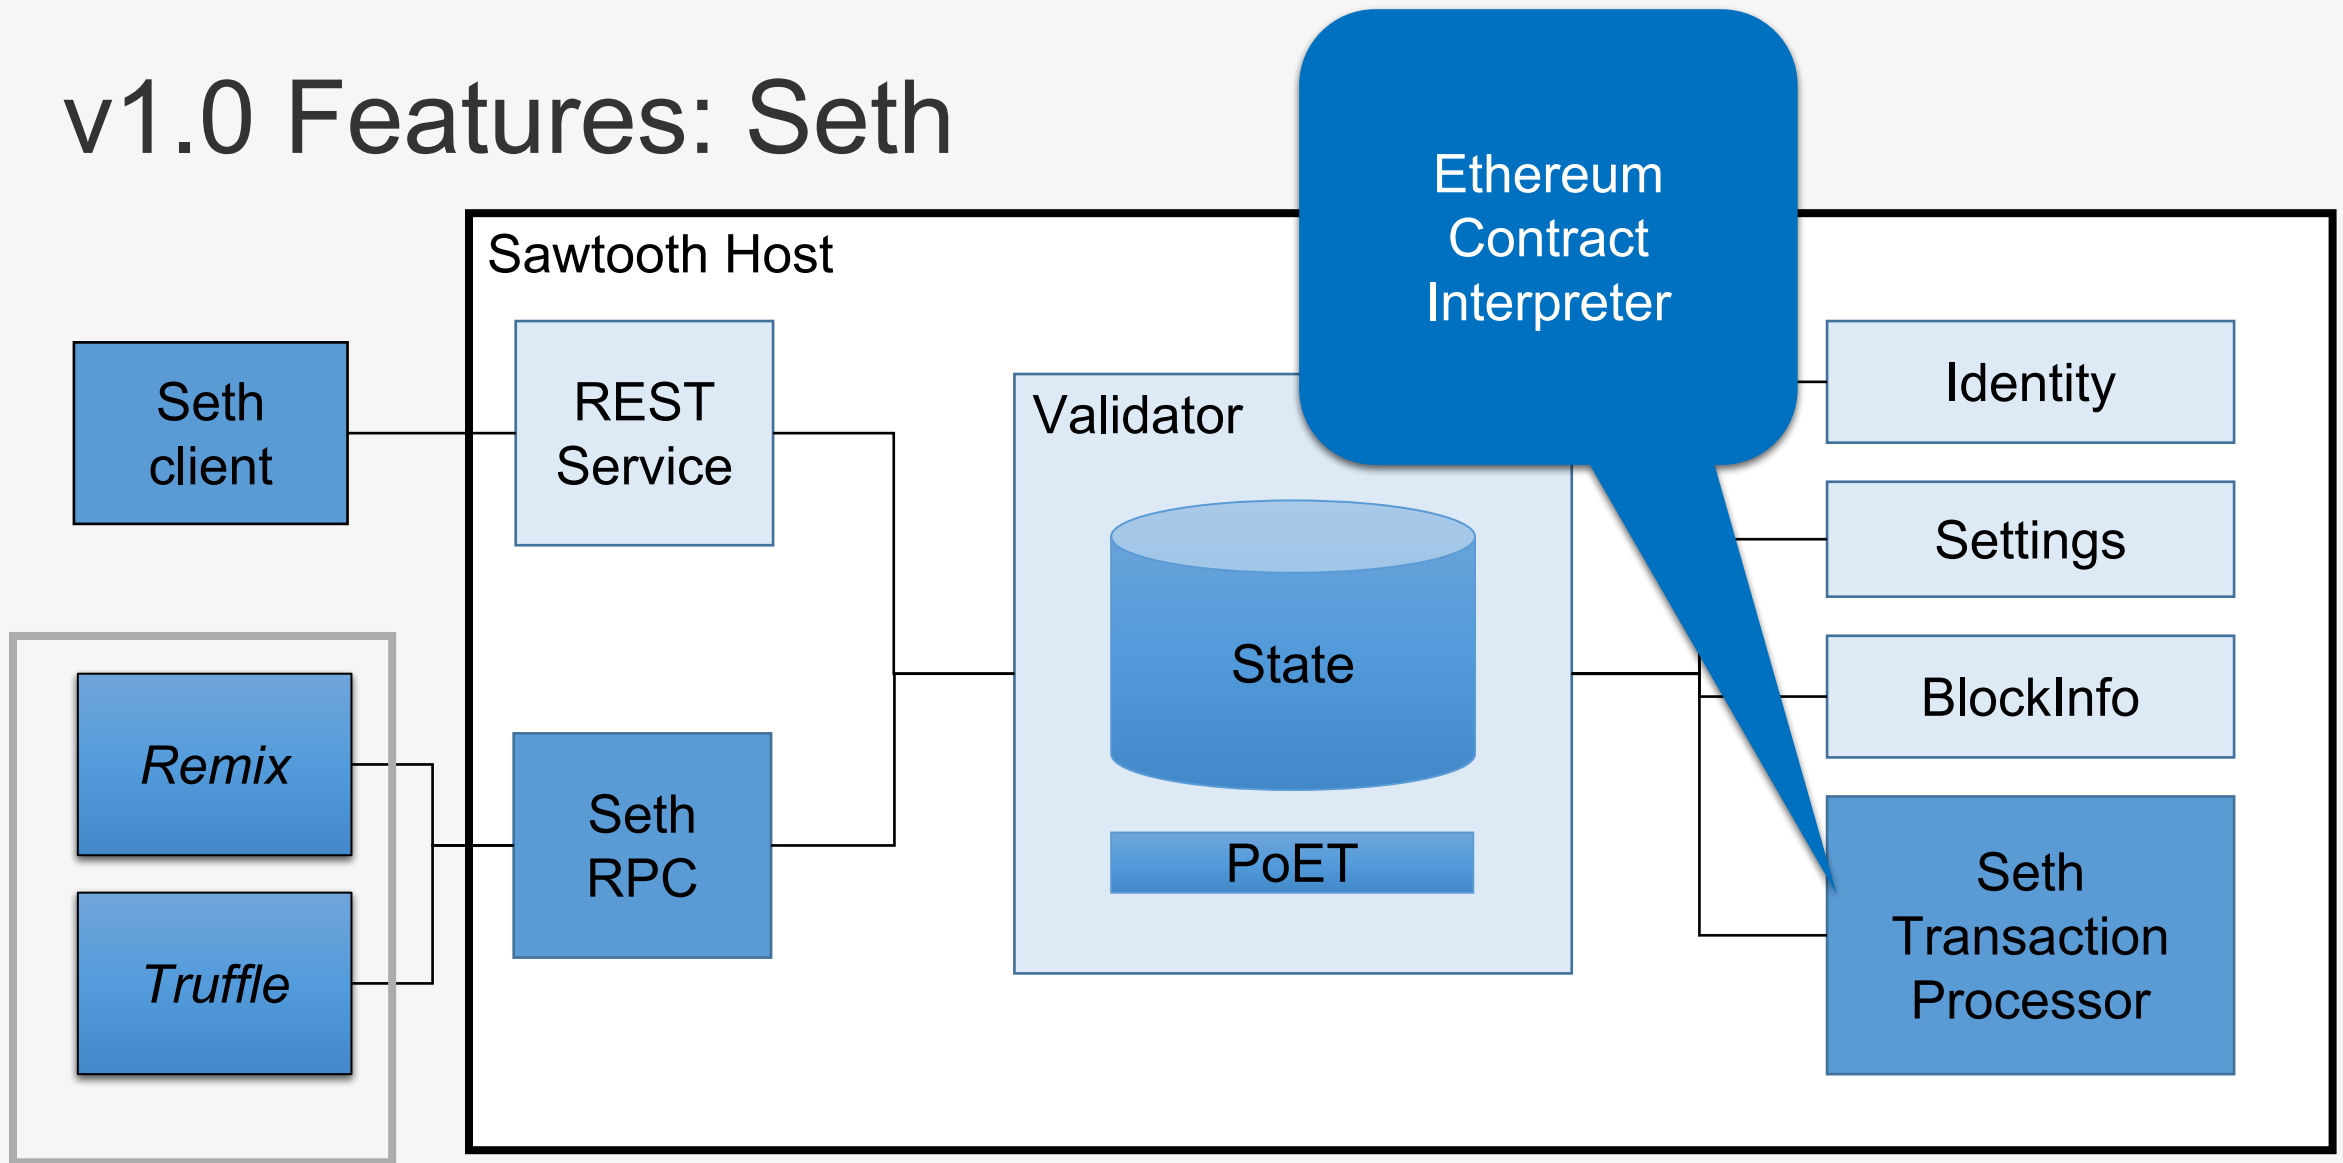 v1.0 Features: Seth
Ethereum
Contract
Interpreter
Sawtooth Host
Seth
client
REST
Service
Validator
Identity
Settings
State
BlockInfo
Remix
Seth
RPC
PoET
Truffle
Seth
Transaction
Processor